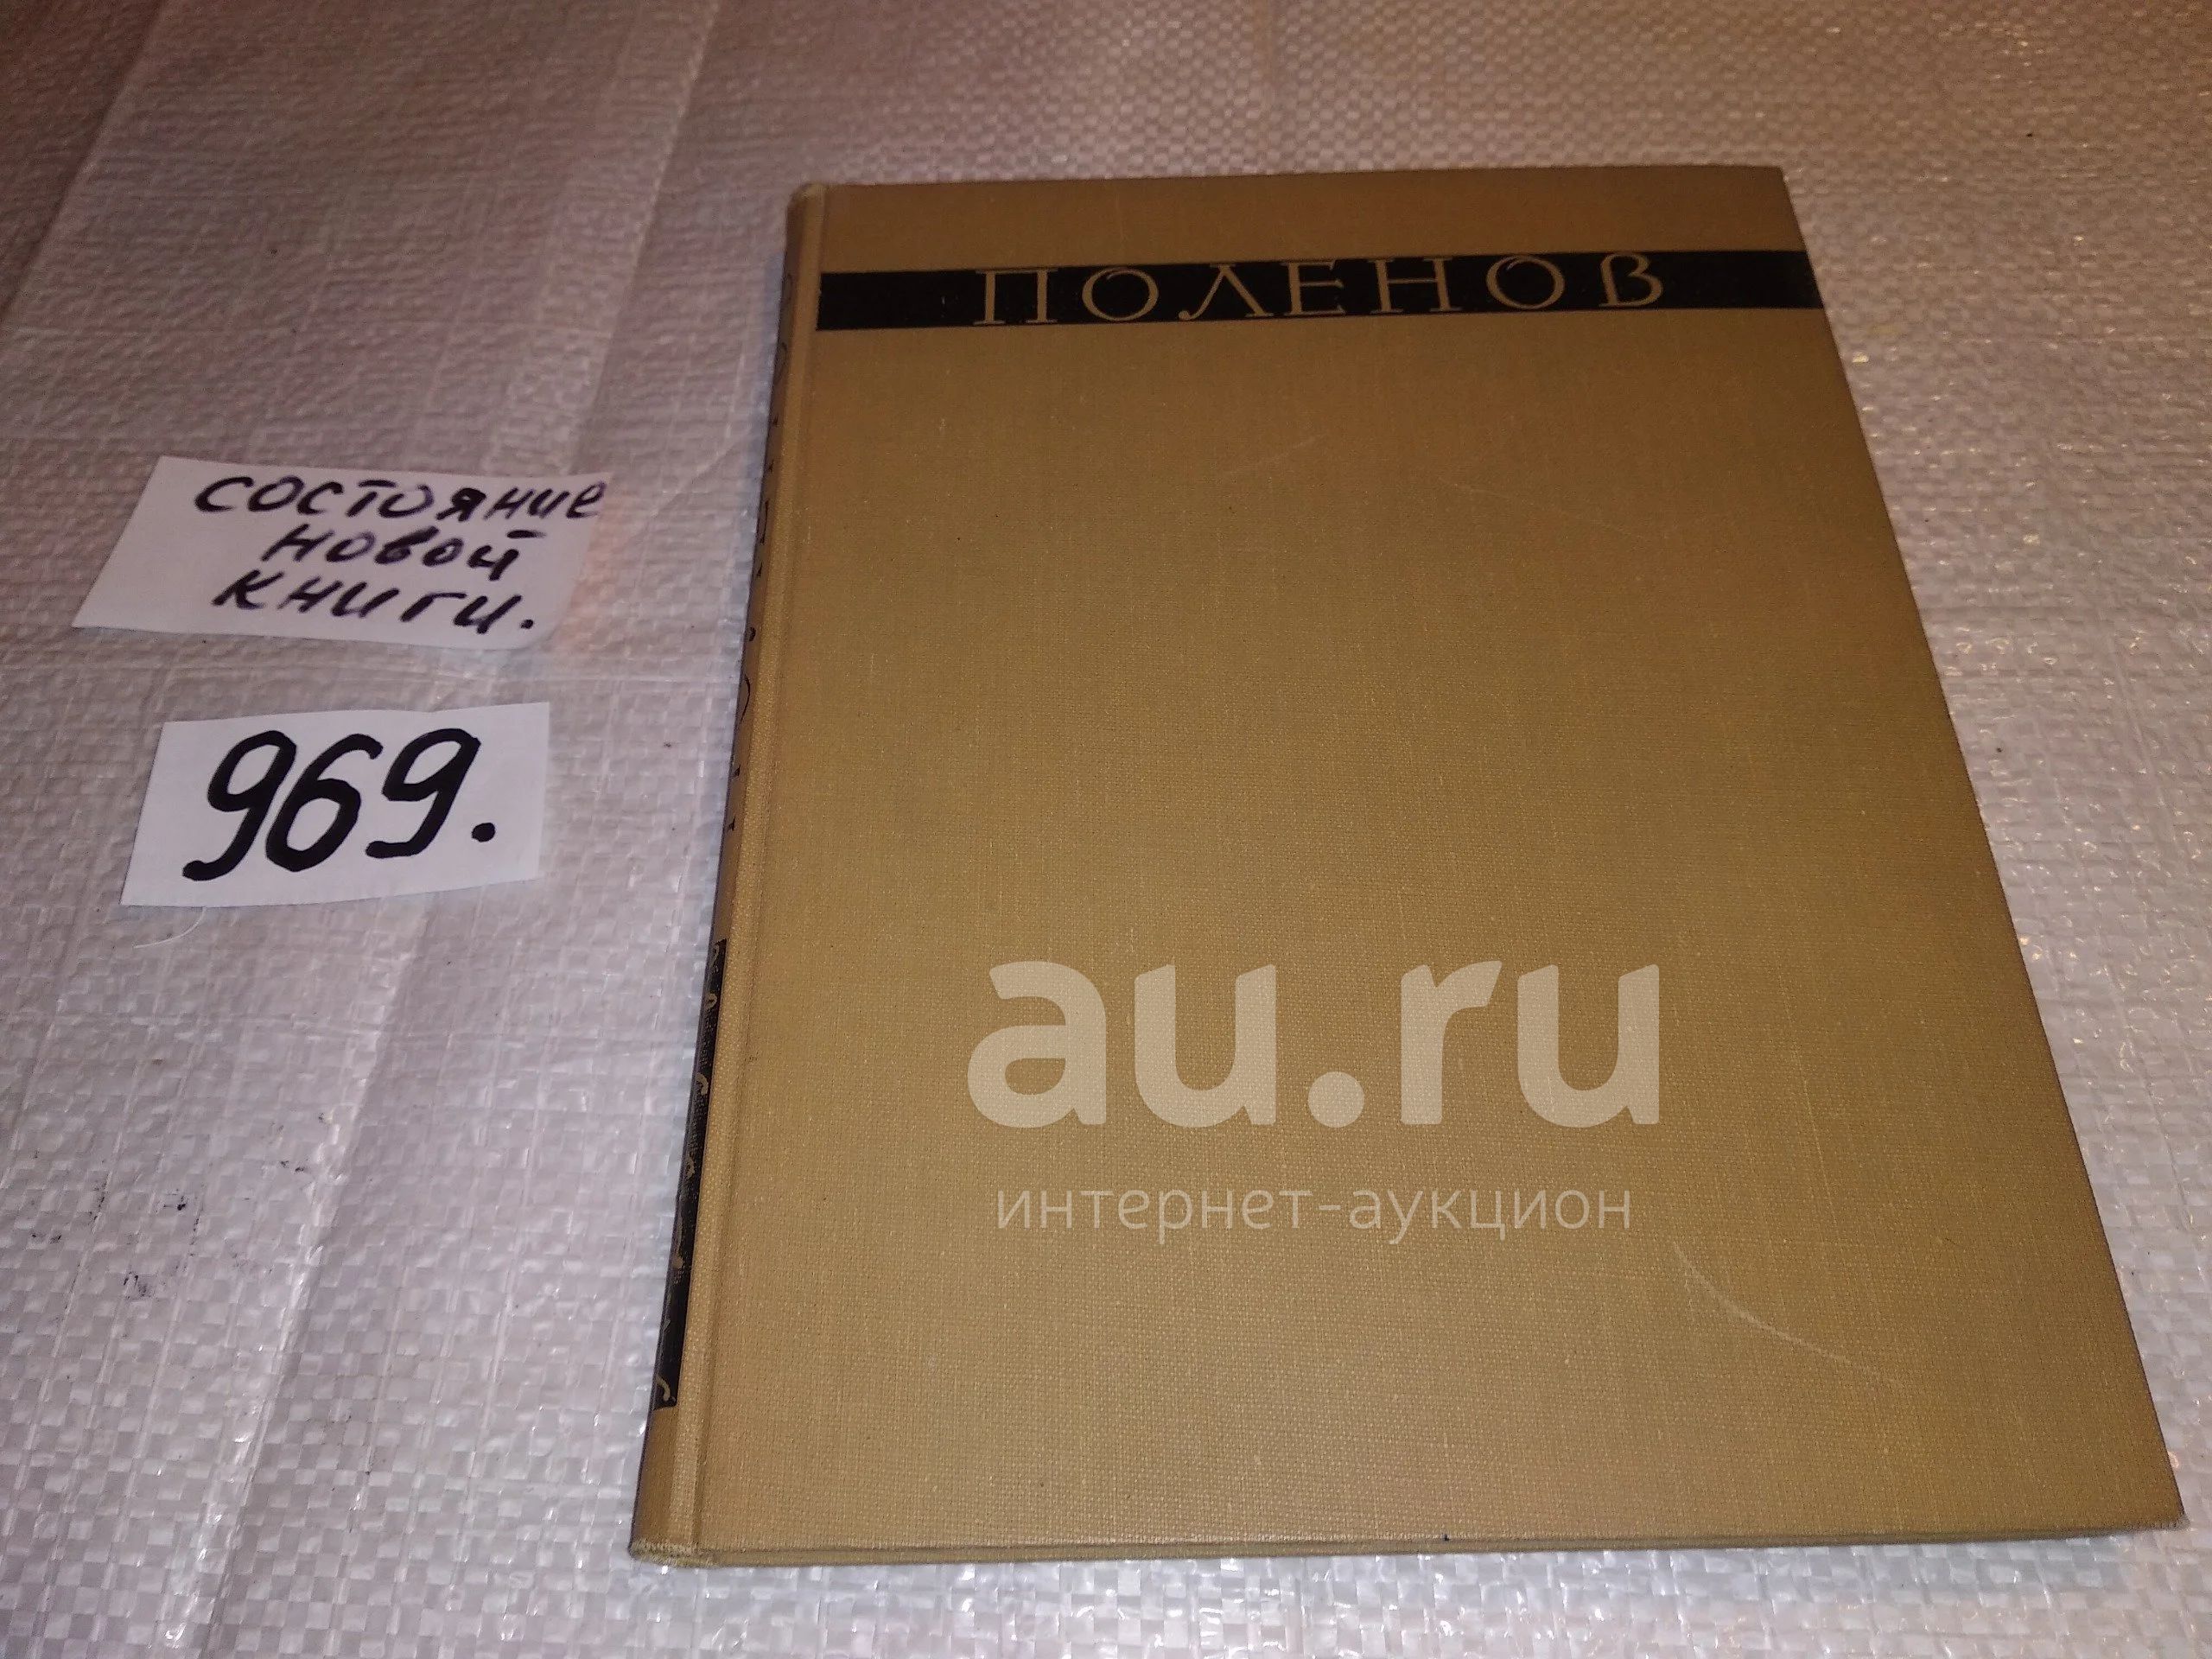 ПОЛЕНОВ
состояние
новой
книги.
969.
au.ru
интернет-аукцион